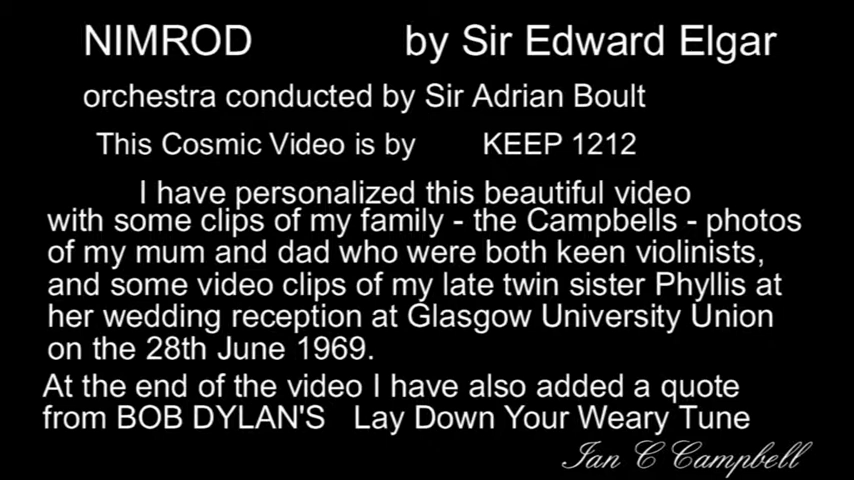 NIMROD by Sir Edward Elgar
orchestra conducted by Sir Adrian Boult
This Cosmic Video is by KEEP 1212
I have personalized this beautiful video
with some clips of my family - the Campbells - photos
of my mum and dad who were both keen violinists,
and some video clips of my late twin sister Phyllis at
her wedding reception at Glasgow University Union
on the 28th June 1969.
At the end of the video I have also added a quote
from BOB DYLAN'S Lay Down Your Weary Tune
Ian C Campbell